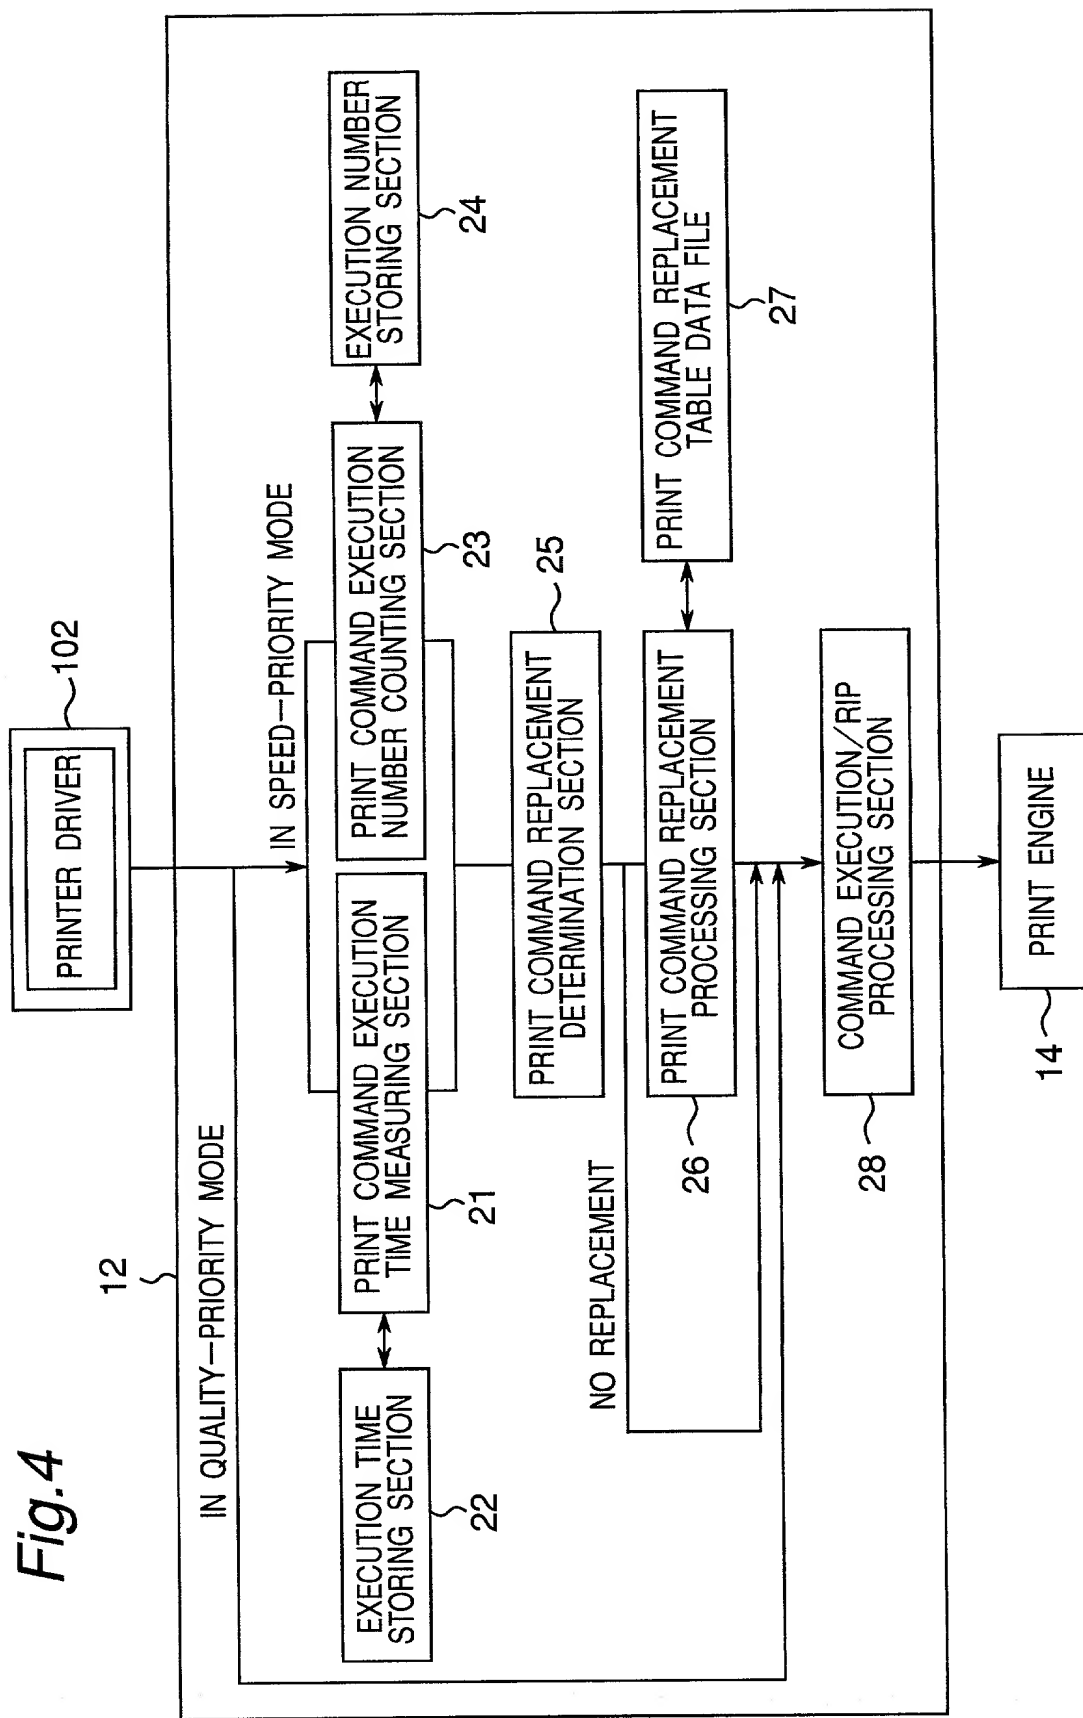 Fig.4
PRINTER DRIVER
102
12
IN QUALITY–PRIORITY MODE
IN SPEED–PRIORITY MODE
EXECUTION TIME
STORING SECTION
22
PRINT COMMAND EXECUTION
TIME MEASURING SECTION
21
PRINT COMMAND EXECUTION
NUMBER COUNTING SECTION
23
EXECUTION NUMBER
STORING SECTION
24
PRINT COMMAND REPLACEMENT
DETERMINATION SECTION
25
NO REPLACEMENT
PRINT COMMAND REPLACEMENT
PROCESSING SECTION
26
PRINT COMMAND REPLACEMENT
TABLE DATA FILE
27
COMMAND EXECUTION/RIP
PROCESSING SECTION
28
PRINT ENGINE
14